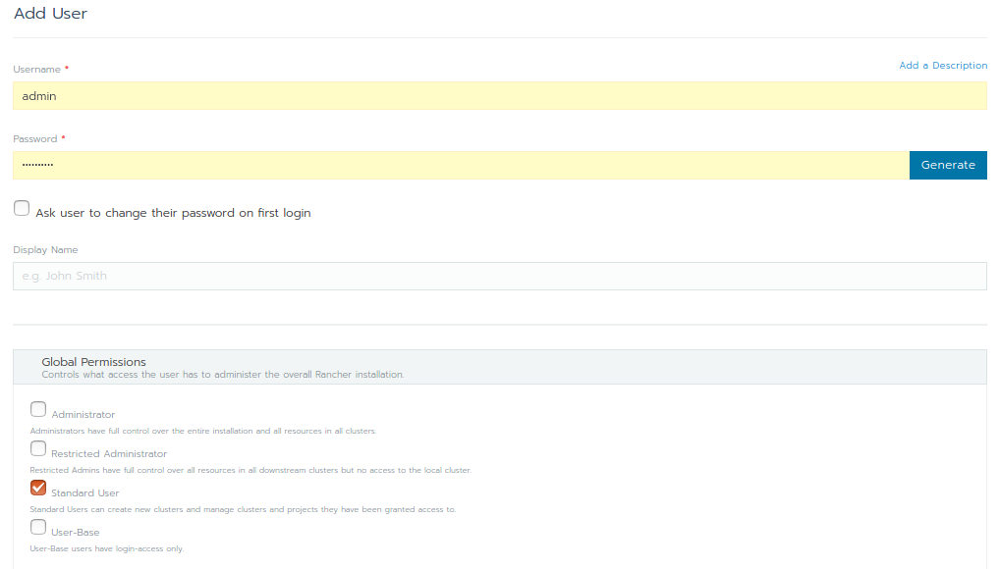 Add User
Username *
Add a Description
admin
Password *
••••••••••
Generate
Ask user to change their password on first login
Display Name
e.g. John Smith
Global Permissions
Controls what access the user has to administer the overall Rancher installation.
Administrator
Administrators have full control over the entire installation and all resources in all clusters.
Restricted Administrator
Restricted Admins have full control over all resources in all downstream clusters but no access to the local cluster.
Standard User
Standard Users can create new clusters and manage clusters and projects they have been granted access to.
User-Base
User-Base users have login-access only.